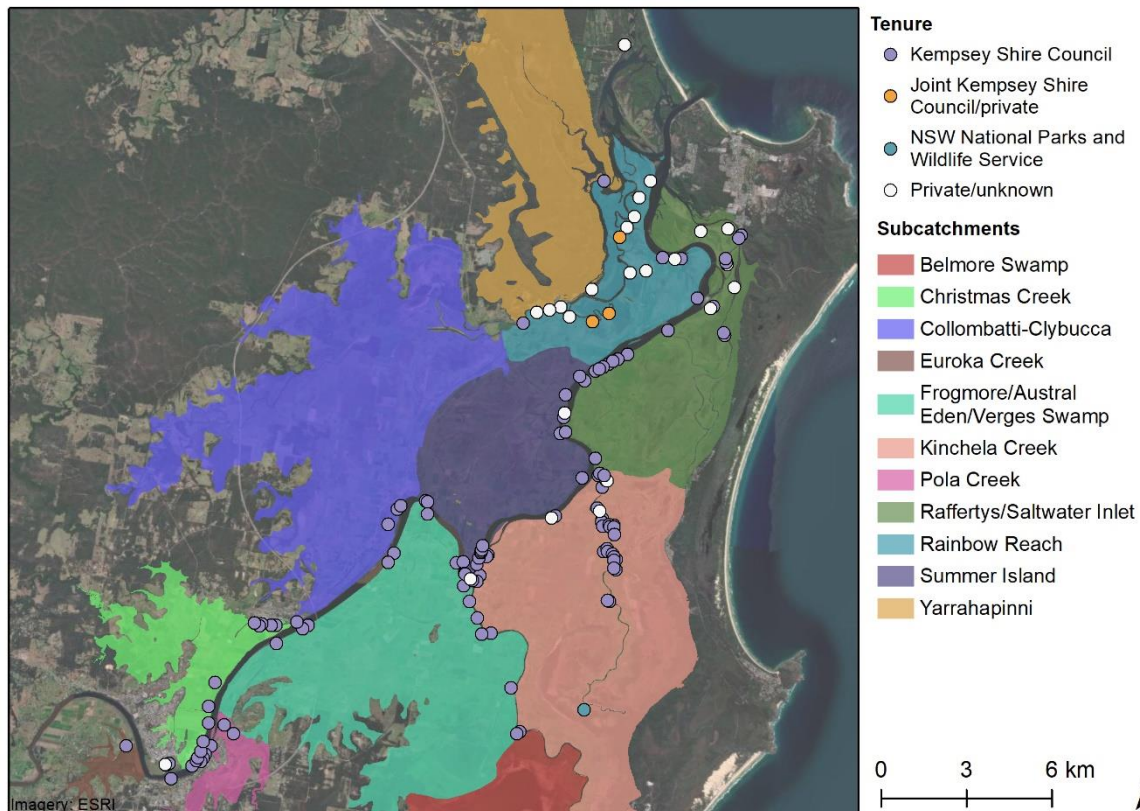 Tenure
Kempsey Shire Council
Joint Kempsey Shire
Council/private
NSW National Parks and
Wildlife Service
Private/unknown
Subcatchments
Belmore Swamp
Christmas Creek
Collombatti-Clybucca
Euroka Creek
Frogmore/Austral
Eden/Verges Swamp
Kinchela Creek
Pola Creek
Raffertys/Saltwater Inlet
Rainbow Reach
Summer Island
Yarrahapinni
0 3 6 km
Imagery: ESRI